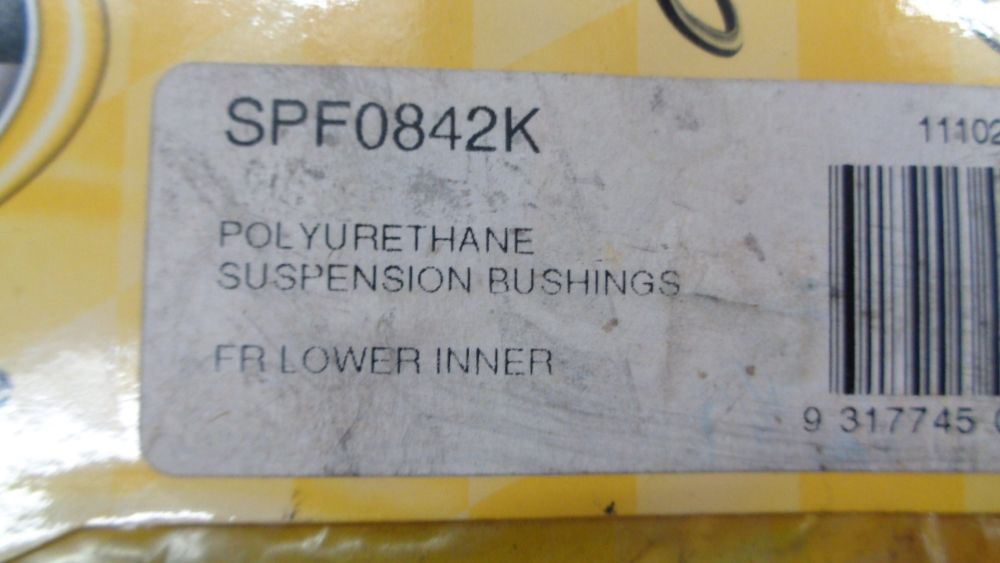 SPF0842K
11102
POLYURETHANE
SUSPENSION BUSHINGS
FR LOWER INNER
9 317745